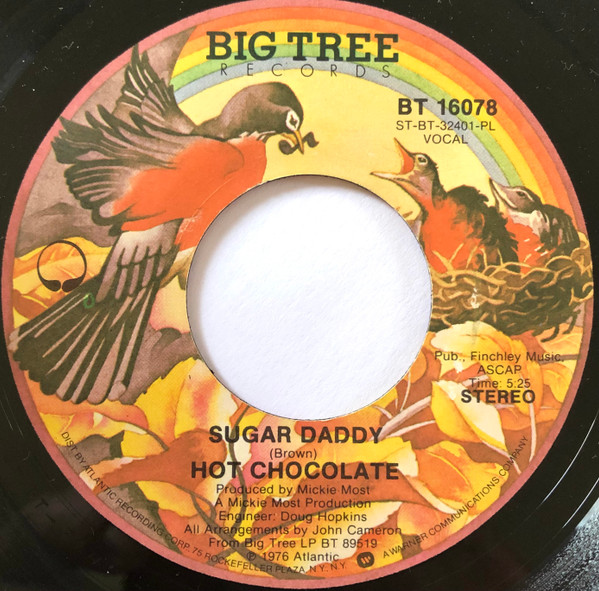 BIG TREE
RECORDS
BT 16078
ST-BT-32401-PL
VOCAL
Pub., Finchley Music,
ASCAP
Time: 5:25
STEREO
SUGAR DADDY
(Brown)
HOT CHOCOLATE
Produced by Mickie Most
A Mickie Most Production
Engineer: Doug Hopkins
All Arrangements by John Cameron
From Big Tree LP BT 89519
© 1976 Atlantic
DIST. BY ATLANTIC RECORDING CORP. 75 ROCKEFELLER PLAZA, N.Y. N.Y.
A WARNER COMMUNICATIONS COMPANY